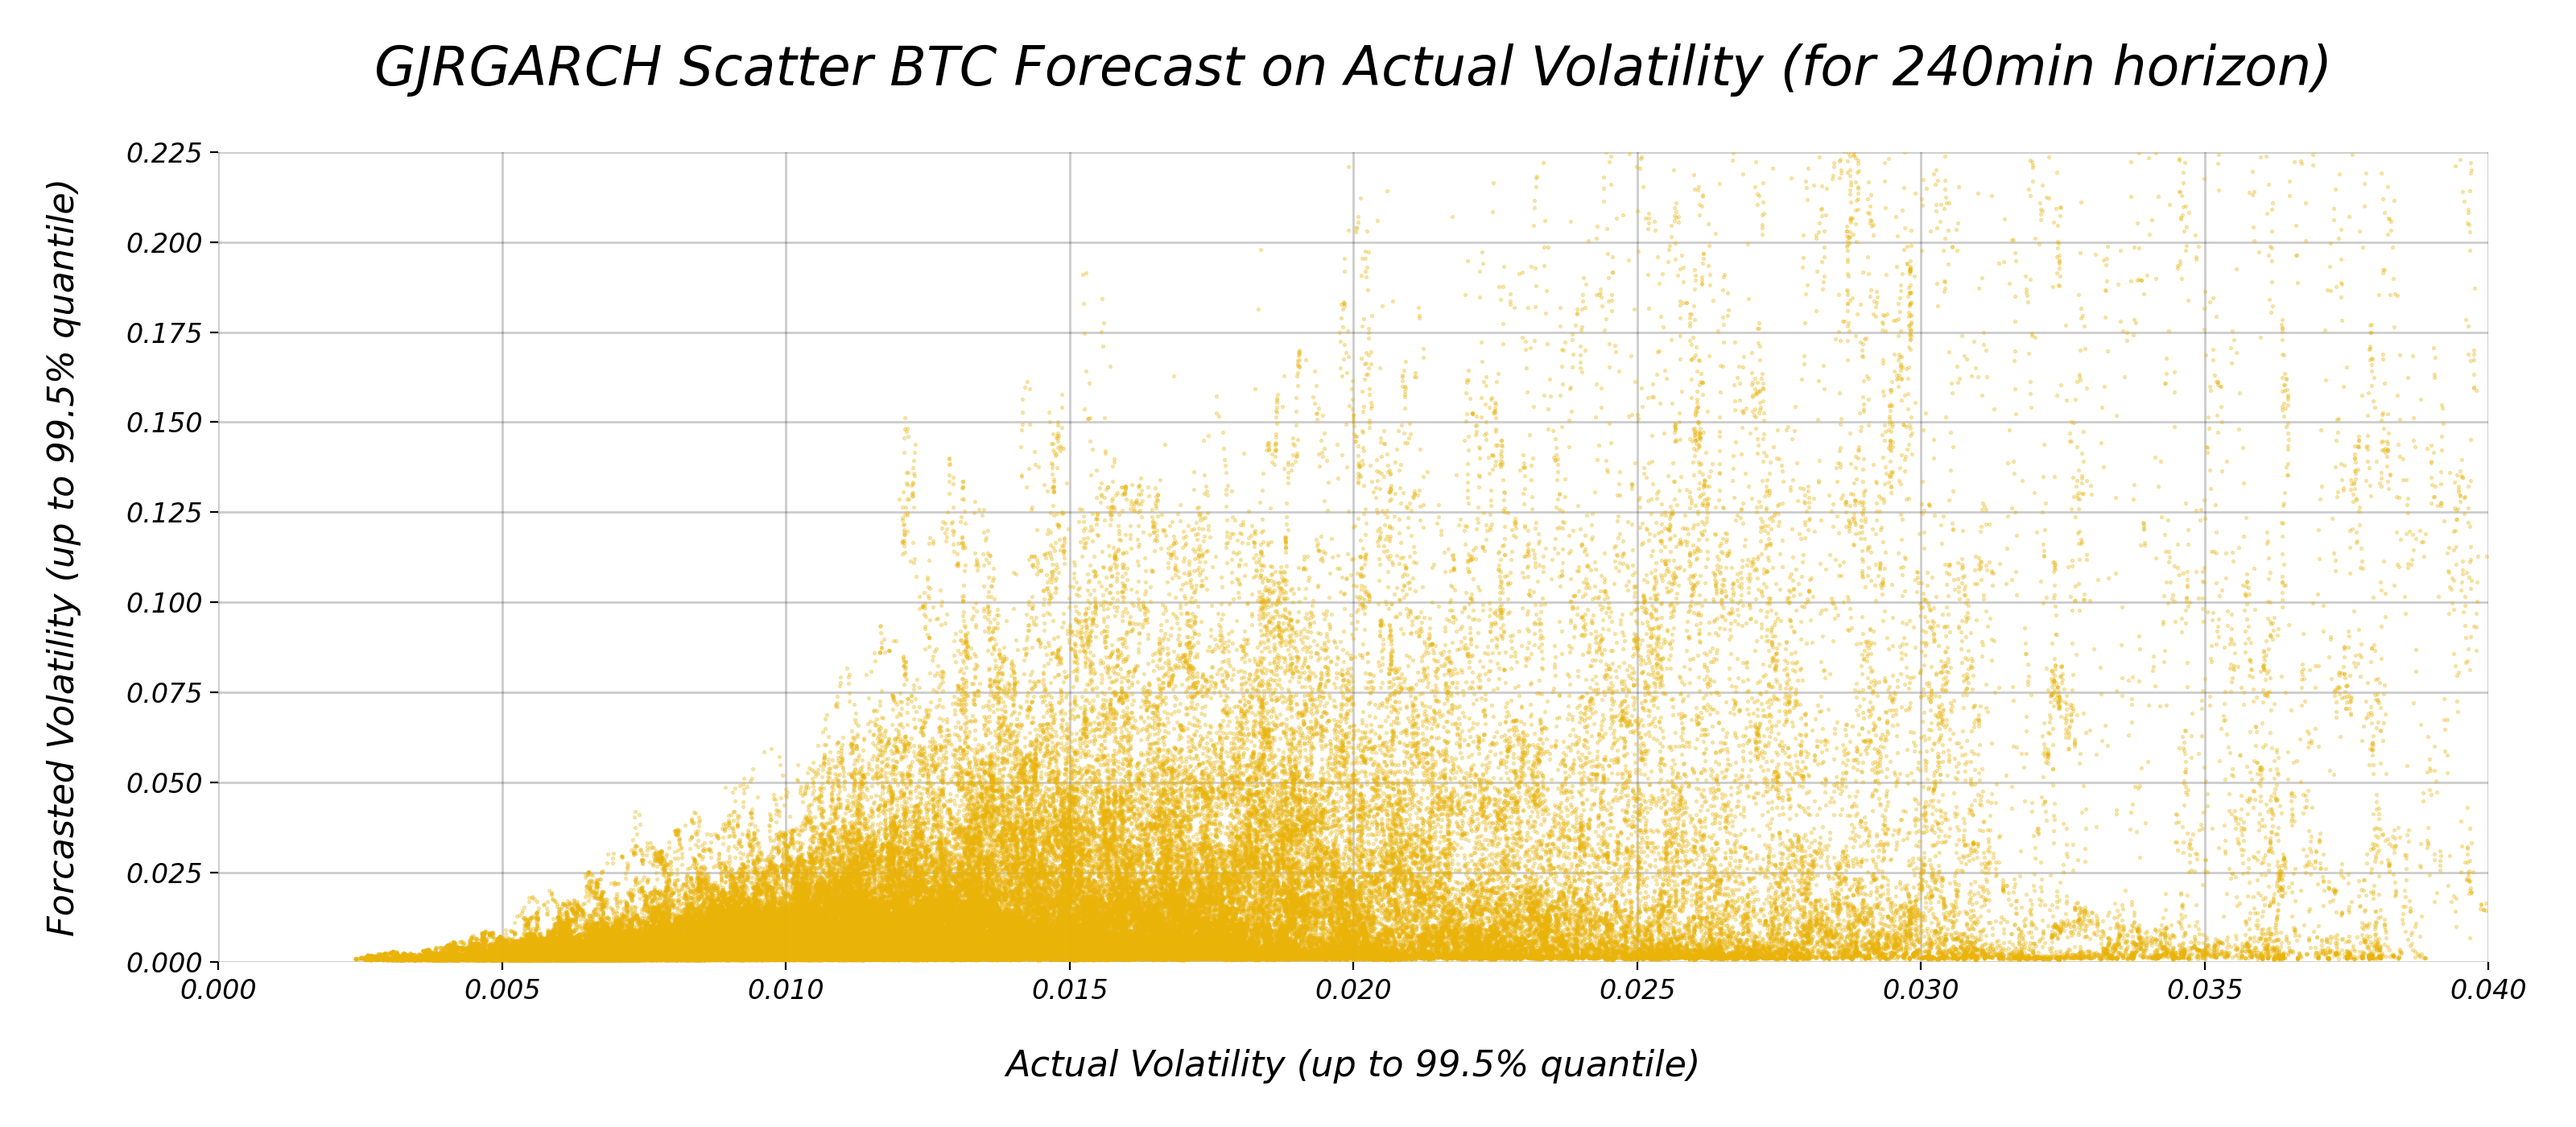 GJRGARCH Scatter BTC Forecast on Actual Volatility (for 240min horizon)
Forcasted Volatility (up to 99.5% quantile)
0.225
0.200
0.175
0.150
0.125
0.100
0.075
0.050
0.025
0.000
0.000 0.005 0.010 0.015 0.020 0.025 0.030 0.035 0.040
Actual Volatility (up to 99.5% quantile)